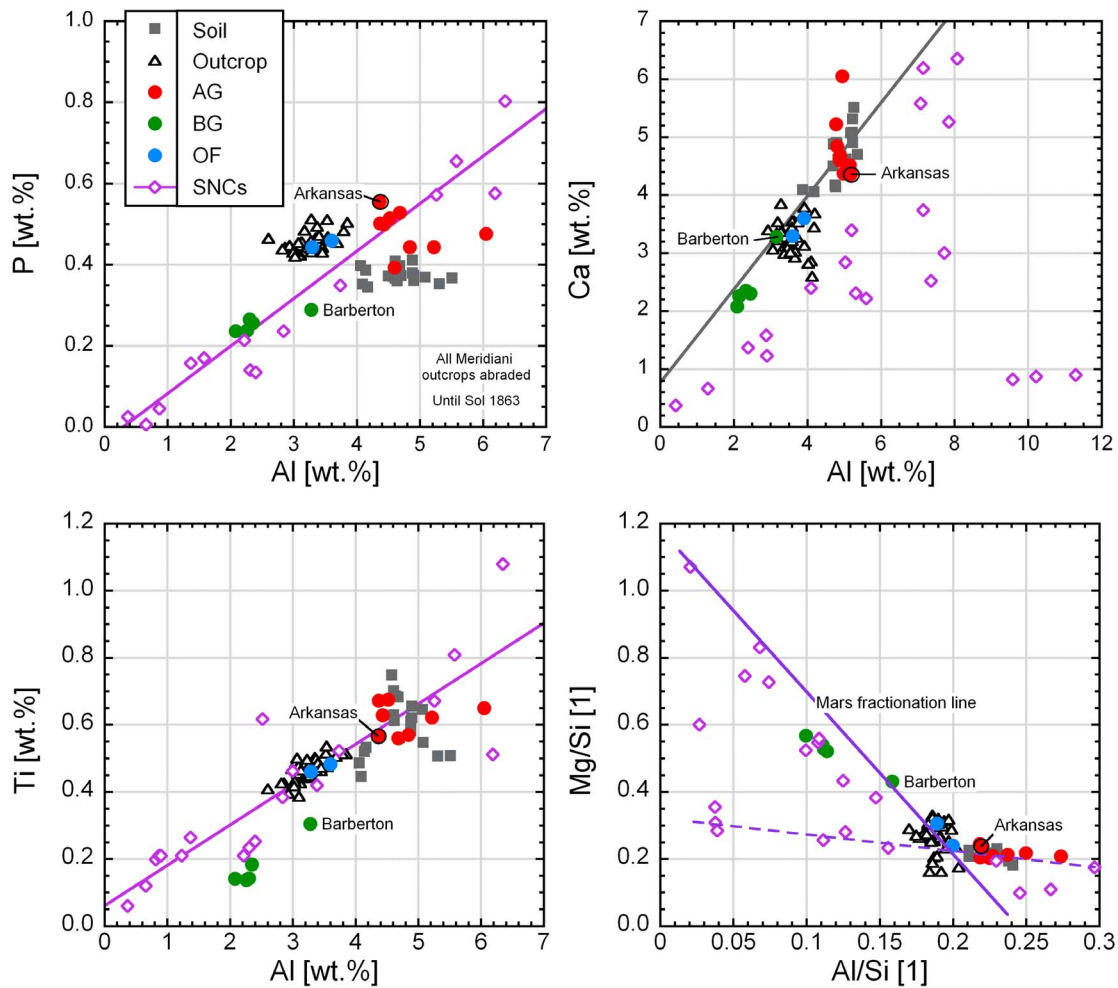 1.0
0.8
0.6
0.4
0.2
0.0
P [wt.%]
Soil
Outcrop
AG
BG
OF
SNCs
Arkansas
Barberton
All Meridiani
outcrops abraded
Until Sol 1863
0 1 2 3 4 5 6 7
Al [wt.%]
7
6
5
4
3
2
1
0
Ca [wt.%]
Arkansas
Barberton
0 2 4 6 8 10 12
Al [wt.%]
1.2
1.0
0.8
0.6
0.4
0.2
0.0
Ti [wt.%]
Arkansas
Barberton
0 1 2 3 4 5 6 7
Al [wt.%]
1.2
1.0
0.8
0.6
0.4
0.2
0.0
Mg/Si [1]
Mars fractionation line
Barberton
Arkansas
0 0.05 0.1 0.15 0.2 0.25 0.3
Al/Si [1]